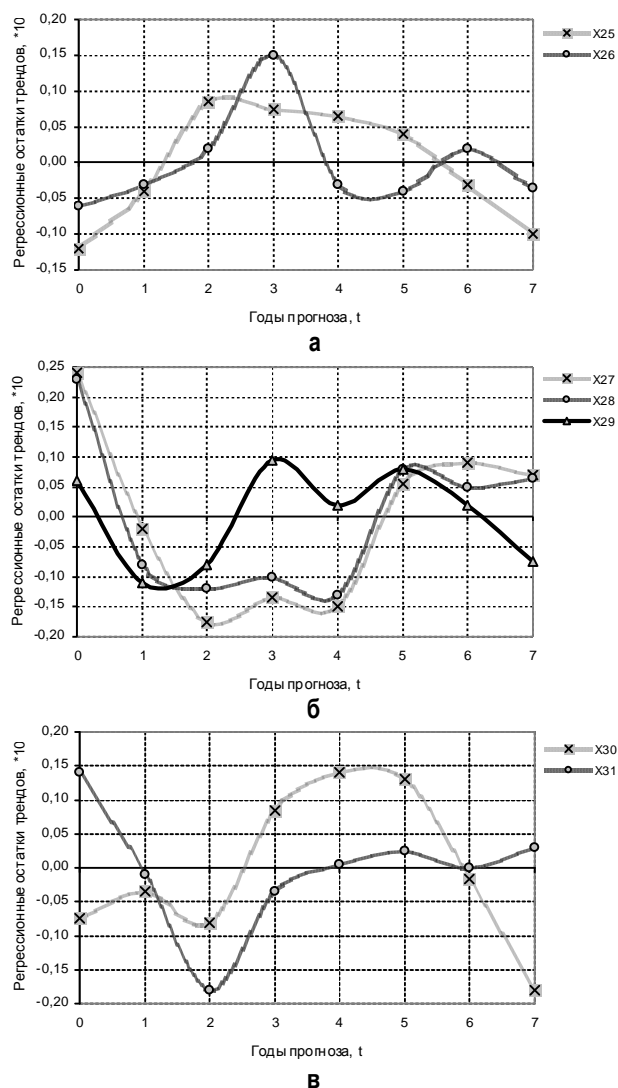 Регрессионные остатки трендов, *10
0,20
0,15
0,10
0,05
0,00
-0,05
-0,10
-0,15
0 1 2 3 4 5 6 7
Годы прогноза, t
X25
X26
а
Регрессионные остатки трендов, *10
0,25
0,20
0,15
0,10
0,05
0,00
-0,05
-0,10
-0,15
-0,20
0 1 2 3 4 5 6 7
Годы прогноза, t
X27
X28
X29
б
Регрессионные остатки трендов, *10
0,20
0,15
0,10
0,05
0,00
-0,05
-0,10
-0,15
-0,20
0 1 2 3 4 5 6 7
Годы прогноза, t
X30
X31
в